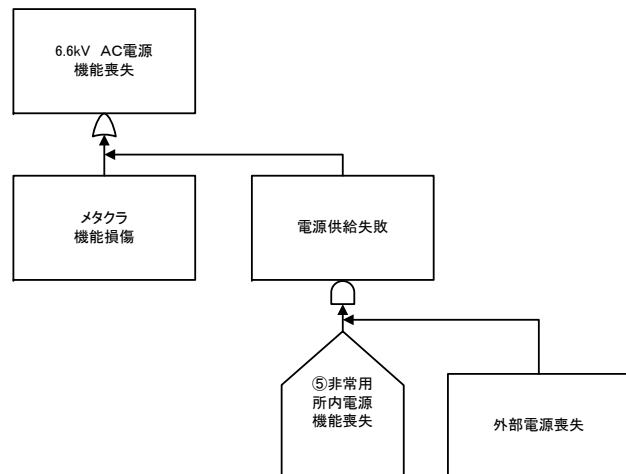 6.6kV AC電源
機能喪失
メタクラ
機能損傷
電源供給失敗
⑤非常用
所内電源
機能喪失
外部電源喪失